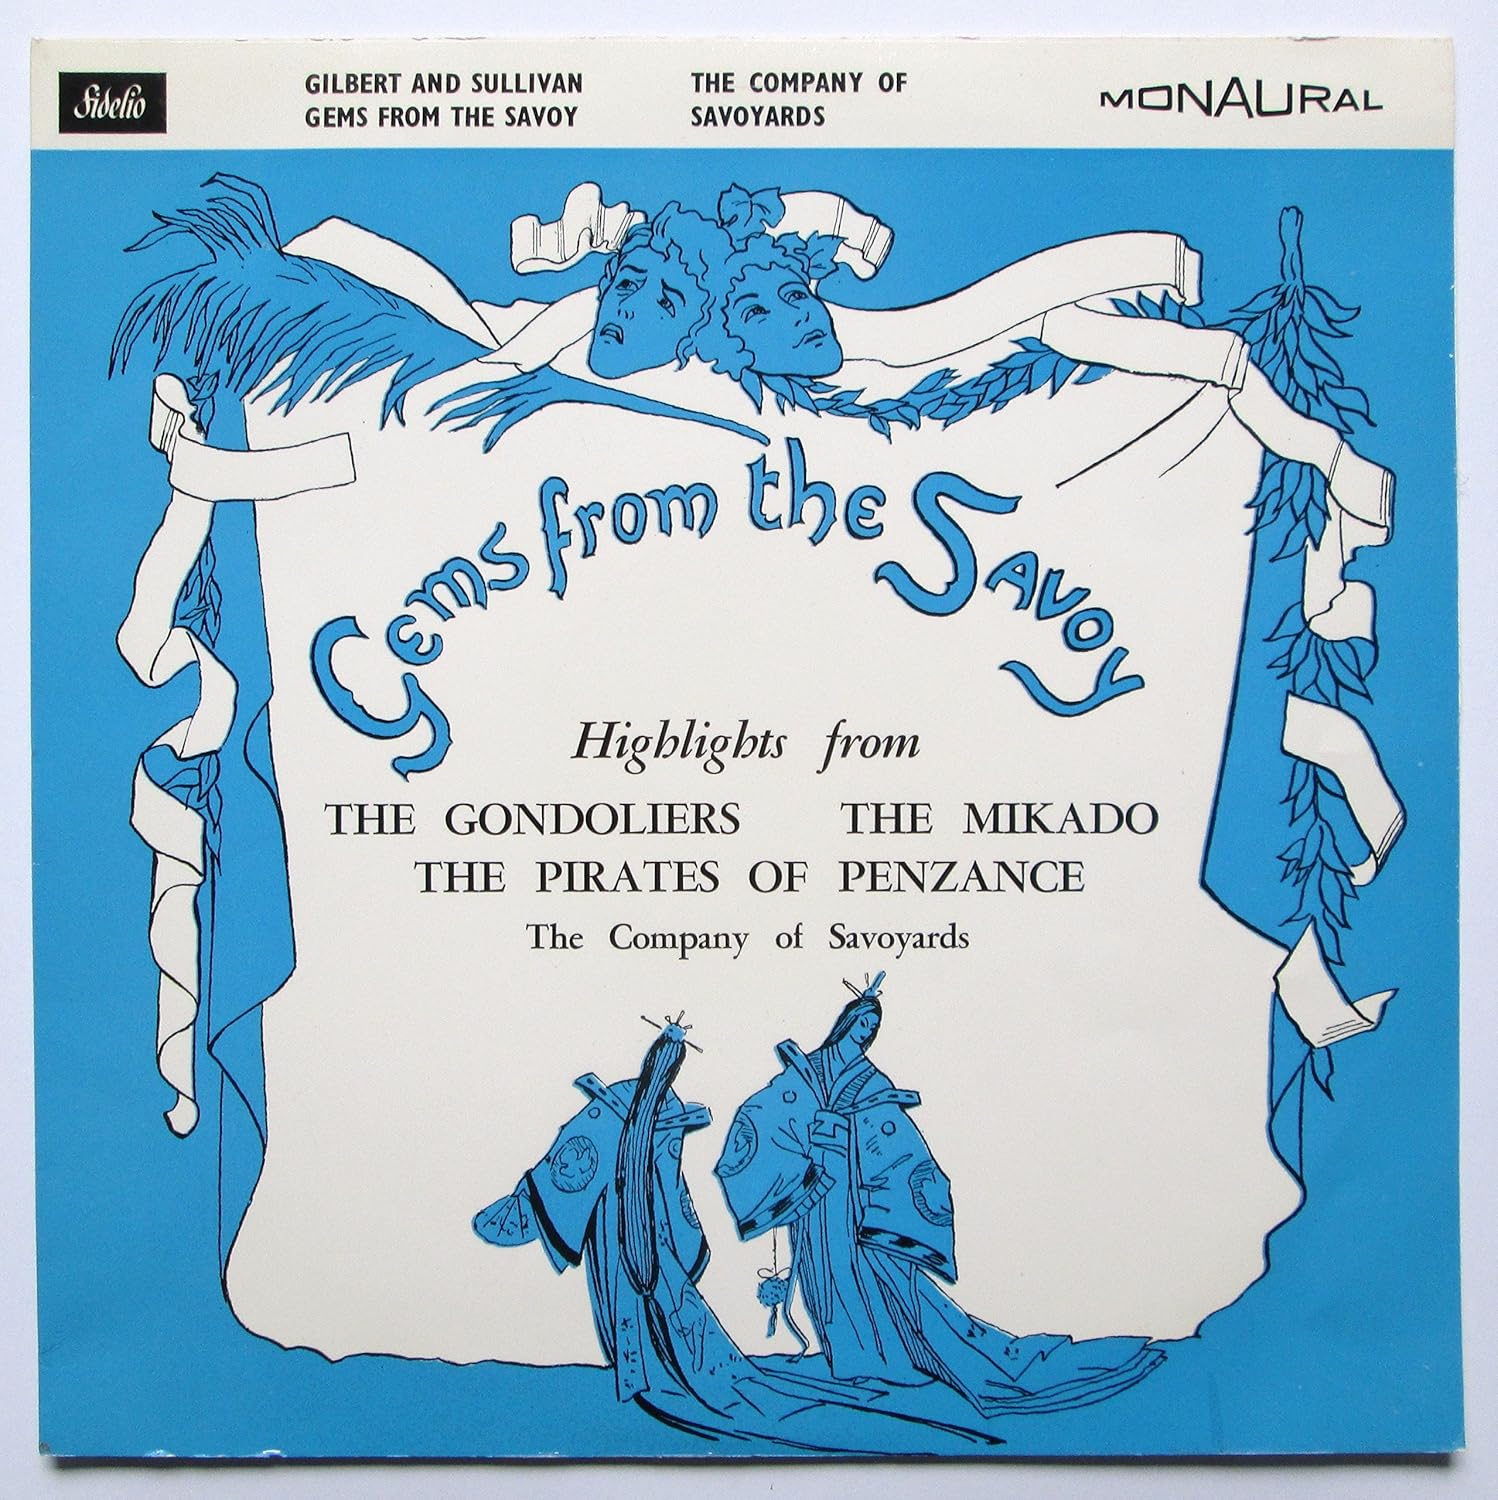 Fidelio
GILBERT AND SULLIVAN
GEMS FROM THE SAVOY
THE COMPANY OF
SAVOYARDS
MONAURAL
Gems from the Savoy
Highlights from
THE GONDOLIERS THE MIKADO
THE PIRATES OF PENZANCE
The Company of Savoyards